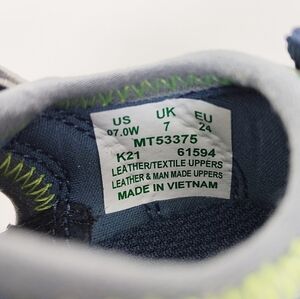 US UK EU
07.0W 7 24
MT53375
K21 61594
LEATHER/TEXTILE UPPERS
LEATHER & MAN MADE UPPERS
MADE IN VIETNAM